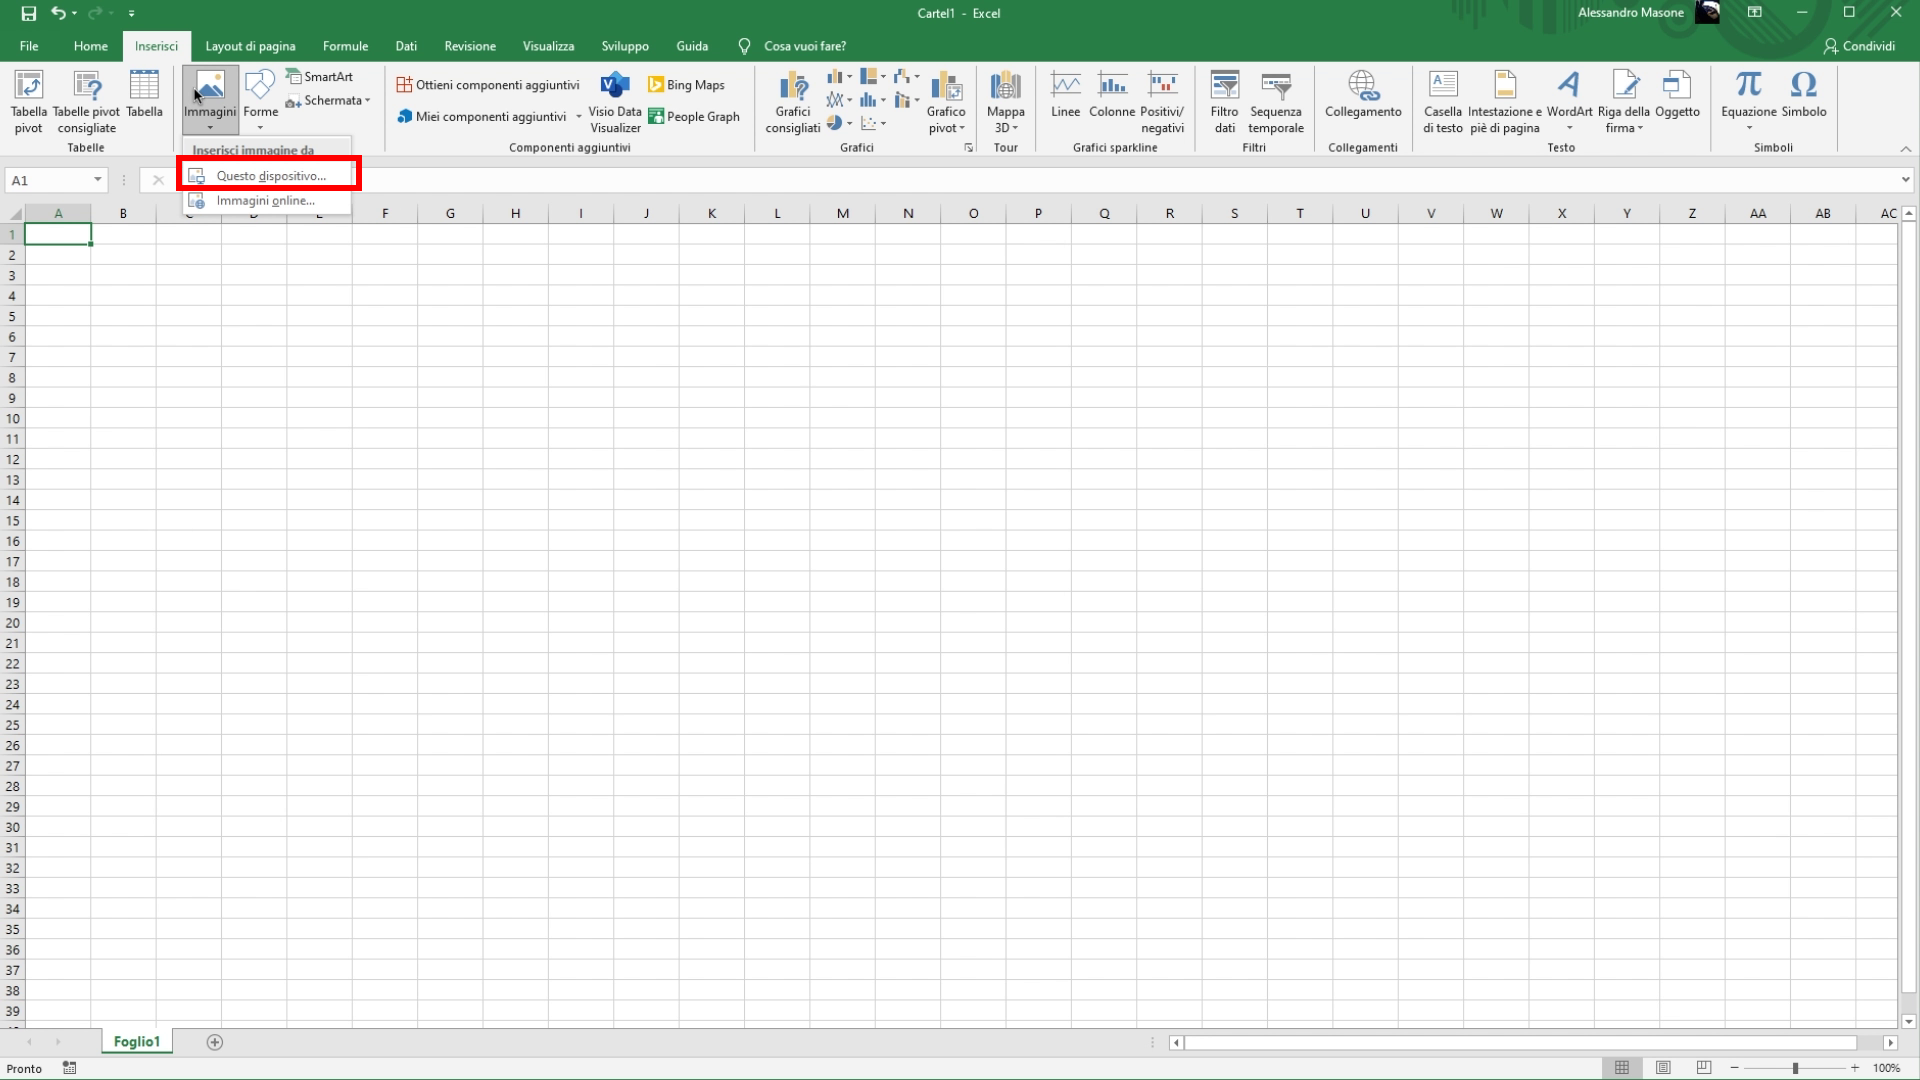 Cartel1 - Excel
Alessandro Masone
File Home Inserisci Layout di pagina Formule Dati Revisione Visualizza Sviluppo Guida Cosa vuoi fare? Condividi
Tabella pivot
Tabelle pivot consigliate
Tabella
Tabelle
Immagini
Forme
SmartArt
Schermata
Ottieni componenti aggiuntivi
Miei componenti aggiuntivi
Visio Data Visualizer
Bing Maps
People Graph
Componenti aggiuntivi
Grafici consigliati
Grafico pivot
Grafici
Mappa 3D
Tour
Linee
Colonne
Positivi/negativi
Grafici sparkline
Filtro dati
Sequenza temporale
Filtri
Collegamento
Collegamenti
Casella di testo
Intestazione e piè di pagina
WordArt
Riga della firma
Oggetto
Testo
Equazione
Simbolo
Simboli
Inserisci immagine da
Questo dispositivo...
Immagini online...
A1
A B C D E F G H I J K L M N O P Q R S T U V W X Y Z AA AB AC
1
2
3
4
5
6
7
8
9
10
11
12
13
14
15
16
17
18
19
20
21
22
23
24
25
26
27
28
29
30
31
32
33
34
35
36
37
38
39
Foglio1
Pronto
100%